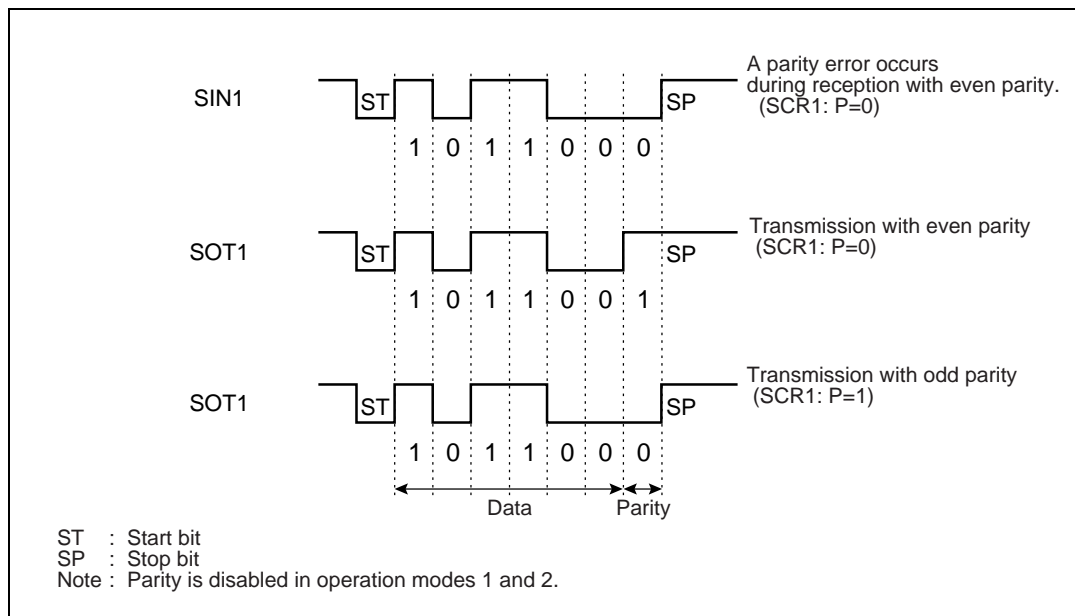 A parity error occurs
during reception with even parity.
(SCR1: P=0)
SIN1
ST
SP
1 0 1 1 0 0 0
Transmission with even parity
(SCR1: P=0)
SOT1
ST
SP
1 0 1 1 0 0 1
Transmission with odd parity
(SCR1: P=1)
SOT1
ST
SP
1 0 1 1 0 0 0
Data Parity
ST : Start bit
SP : Stop bit
Note : Parity is disabled in operation modes 1 and 2.